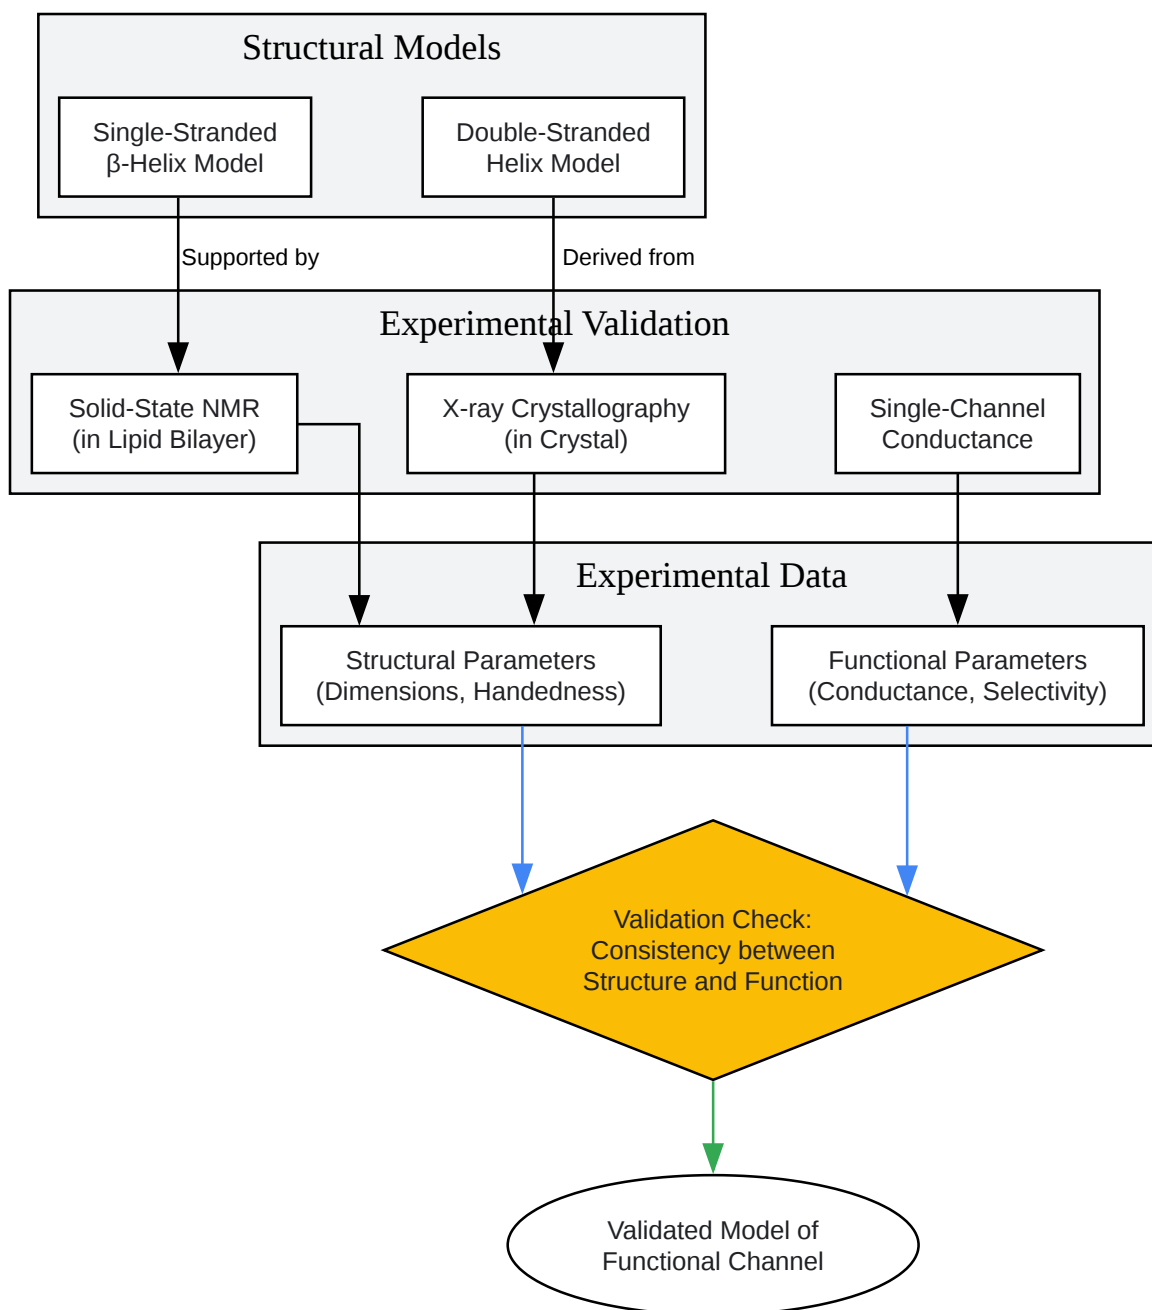 Structural Models
Single-Stranded
β-Helix Model
Double-Stranded
Helix Model
Supported by
Derived from
Experimental Validation
Solid-State NMR
(in Lipid Bilayer)
X-ray Crystallography
(in Crystal)
Single-Channel
Conductance
Experimental Data
Structural Parameters
(Dimensions, Handedness)
Functional Parameters
(Conductance, Selectivity)
Validation Check:
Consistency between
Structure and Function
Validated Model of
Functional Channel